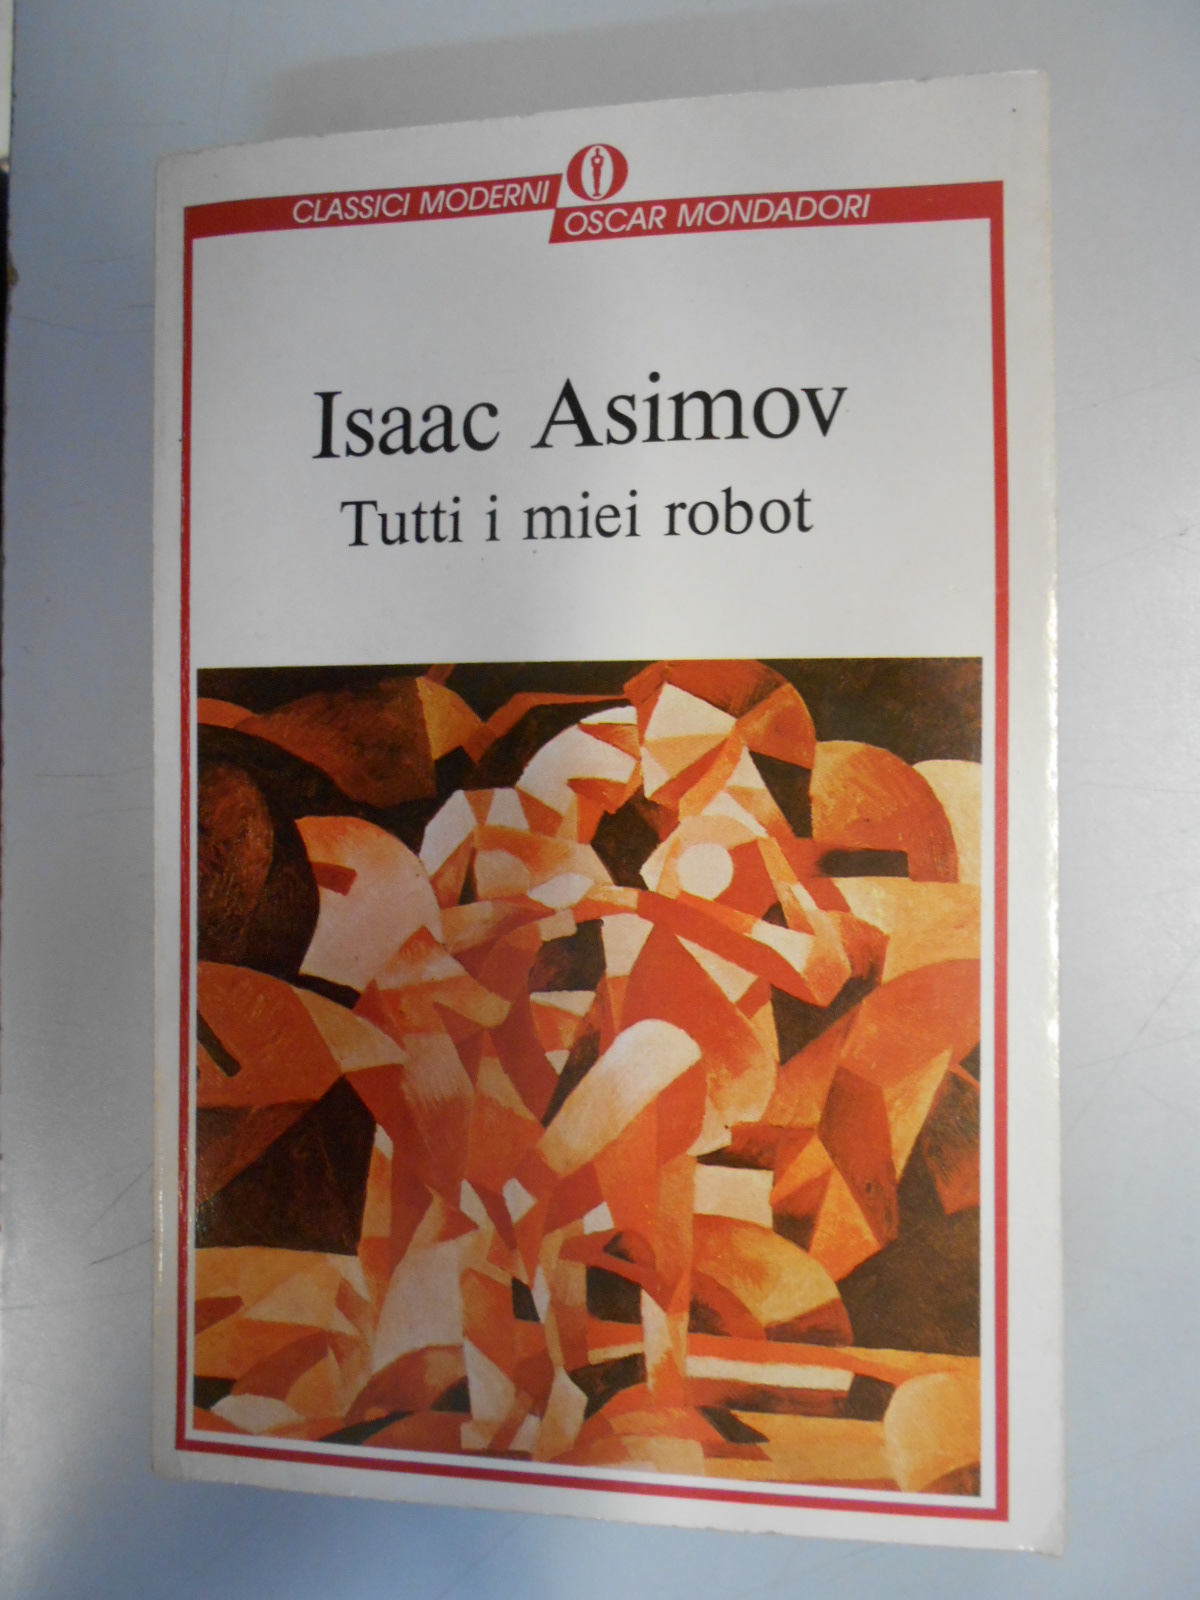 CLASSICI MODERNI
OSCAR MONDADORI
Isaac Asimov
Tutti i miei robot